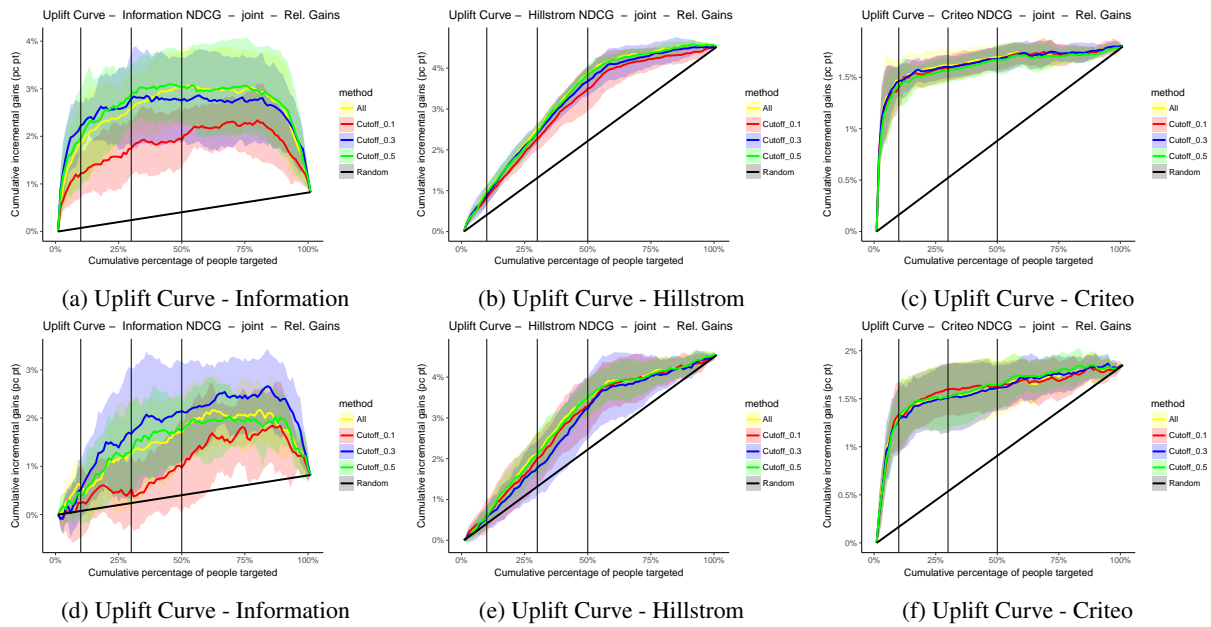 Uplift Curve – Information NDCG – joint – Rel. Gains
Cumulative incremental gains (pc pt)
4%
3%
2%
1%
0%
0%
25%
50%
75%
100%
Cumulative percentage of people targeted
method
All
Cutoff_0.1
Cutoff_0.3
Cutoff_0.5
Random
(a) Uplift Curve - Information
Uplift Curve – Hillstrom NDCG – joint – Rel. Gains
Cumulative incremental gains (pc pt)
4%
3%
2%
1%
0%
0%
25%
50%
75%
100%
Cumulative percentage of people targeted
method
All
Cutoff_0.1
Cutoff_0.3
Cutoff_0.5
Random
(b) Uplift Curve - Hillstrom
Uplift Curve – Criteo NDCG – joint – Rel. Gains
Cumulative incremental gains (pc pt)
1.5%
1%
0.5%
0%
0%
25%
50%
75%
100%
Cumulative percentage of people targeted
method
All
Cutoff_0.1
Cutoff_0.3
Cutoff_0.5
Random
(c) Uplift Curve - Criteo
Uplift Curve – Information NDCG – joint – Rel. Gains
Cumulative incremental gains (pc pt)
3%
2%
1%
0%
0%
25%
50%
75%
100%
Cumulative percentage of people targeted
method
All
Cutoff_0.1
Cutoff_0.3
Cutoff_0.5
Random
(d) Uplift Curve - Information
Uplift Curve – Hillstrom NDCG – joint – Rel. Gains
Cumulative incremental gains (pc pt)
4%
3%
2%
1%
0%
0%
25%
50%
75%
100%
Cumulative percentage of people targeted
method
All
Cutoff_0.1
Cutoff_0.3
Cutoff_0.5
Random
(e) Uplift Curve - Hillstrom
Uplift Curve – Criteo NDCG – joint – Rel. Gains
Cumulative incremental gains (pc pt)
2%
1.5%
1%
0.5%
0%
0%
25%
50%
75%
100%
Cumulative percentage of people targeted
method
All
Cutoff_0.1
Cutoff_0.3
Cutoff_0.5
Random
(f) Uplift Curve - Criteo